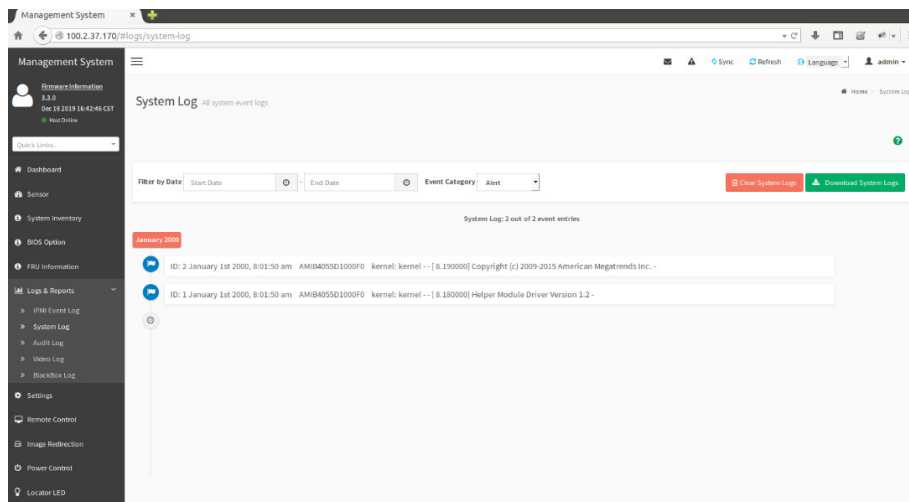 Management System
100.2.37.170/#logs/system-log
Management System
Sync Refresh Language admin
Firmware Information
3.3.0
Dec 18 2019 16:42:46 CST
Host Online
Quick Links...
System Log All system event logs
Home System Log
Dashboard
Sensor
System Inventory
BIOS Option
FRU Information
Logs & Reports
IPMI Event Log
System Log
Audit Log
Video Log
BlackBox Log
Settings
Remote Control
Image Redirection
Power Control
Locator LED
Filter by Date Start Date - End Date Event Category Alert Clear System Logs Download System Logs
System Log: 2 out of 2 event entries
January 2000
ID: 2 January 1st 2000, 8:01:50 am AMIB4055D1000F0 kernel: kernel - - [ 8.190000] Copyright (c) 2009-2015 American Megatrends Inc. -
ID: 1 January 1st 2000, 8:01:50 am AMIB4055D1000F0 kernel: kernel - - [ 8.180000] Helper Module Driver Version 1.2 -